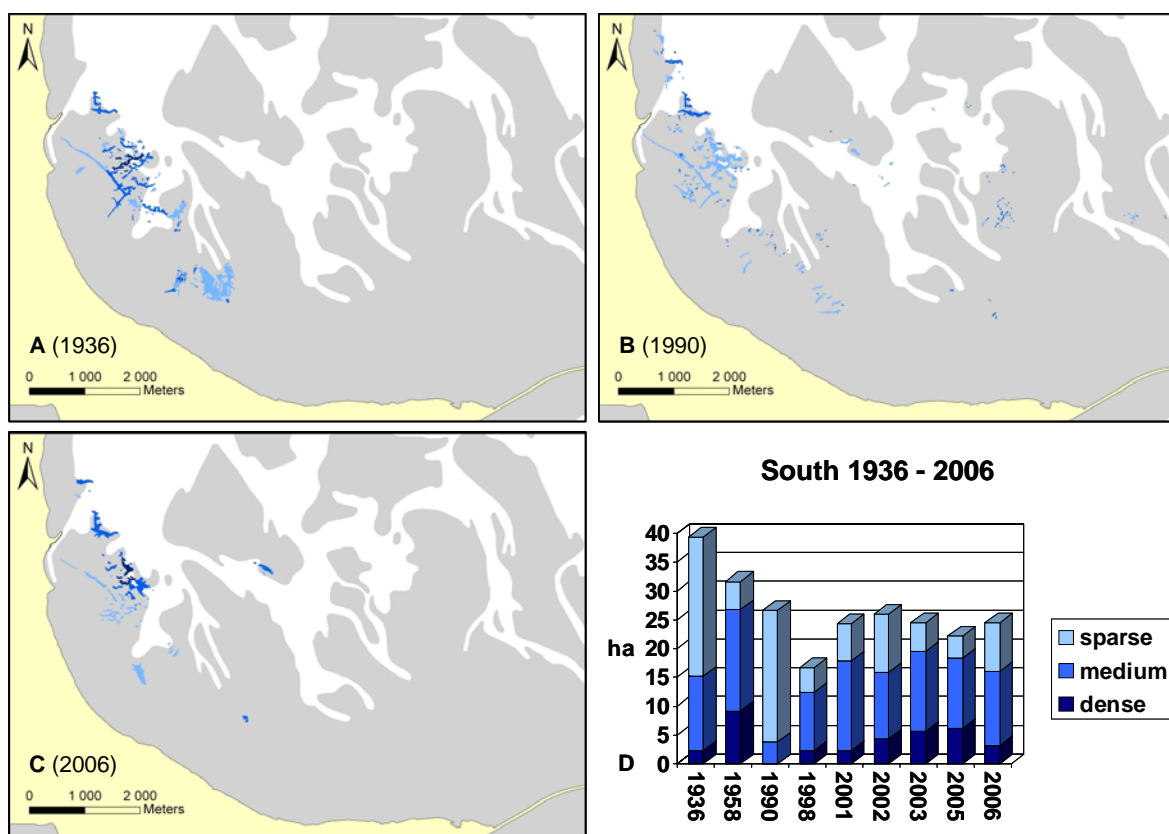 N
A (1936)
0 1 000 2 000
Meters
N
B (1990)
0 1 000 2 000
Meters
N
C (2006)
0 1 000 2 000
Meters
South 1936 - 2006
40
35
30
25
20
15
10
5
0
ha
D
1936
1958
1990
1998
2001
2002
2003
2005
2006
sparse
medium
dense